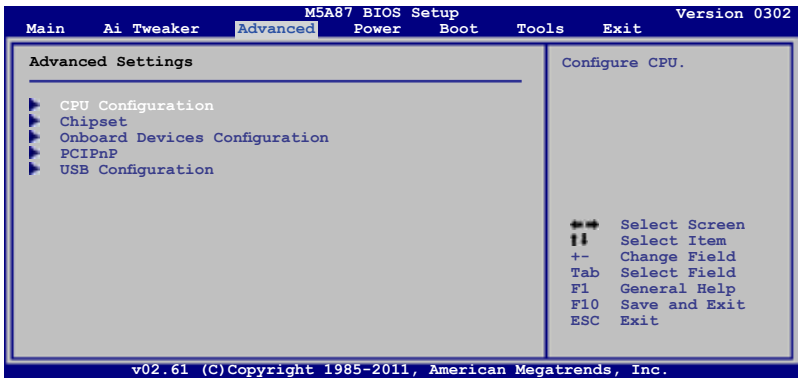 M5A87 BIOS Setup Version 0302
Main Ai Tweaker Advanced Power Boot Tools Exit
Advanced Settings
CPU Configuration
Chipset
Onboard Devices Configuration
PCIPnP
USB Configuration
Configure CPU.
Select Screen
Select Item
+- Change Field
Tab Select Field
F1 General Help
F10 Save and Exit
ESC Exit
v02.61 (C)Copyright 1985-2011, American Megatrends, Inc.